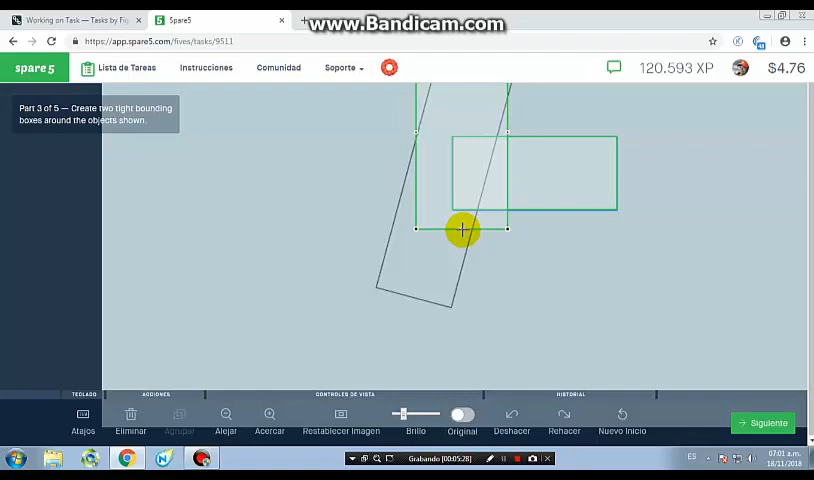 www.Bandicam.com
Working on Task — Tasks by Fig
Spare5
https://app.spare5.com/fives/tasks/9511
spare 5
Lista de Tareas
Instrucciones
Comunidad
Soporte
120.593 XP
$4.76
Part 3 of 5 — Create two tight bounding
boxes around the objects shown.
TECLADO
ACCIONES
CONTROLES DE VISTA
HISTORIAL
Atajos
Eliminar
Agrupar
Alejar
Acercar
Restablecer Imagen
Brillo
Original
Deshacer
Rehacer
Nuevo Inicio
Siguiente
Grabando [00:05:28]
ES
07:01 a.m.
18/11/2018